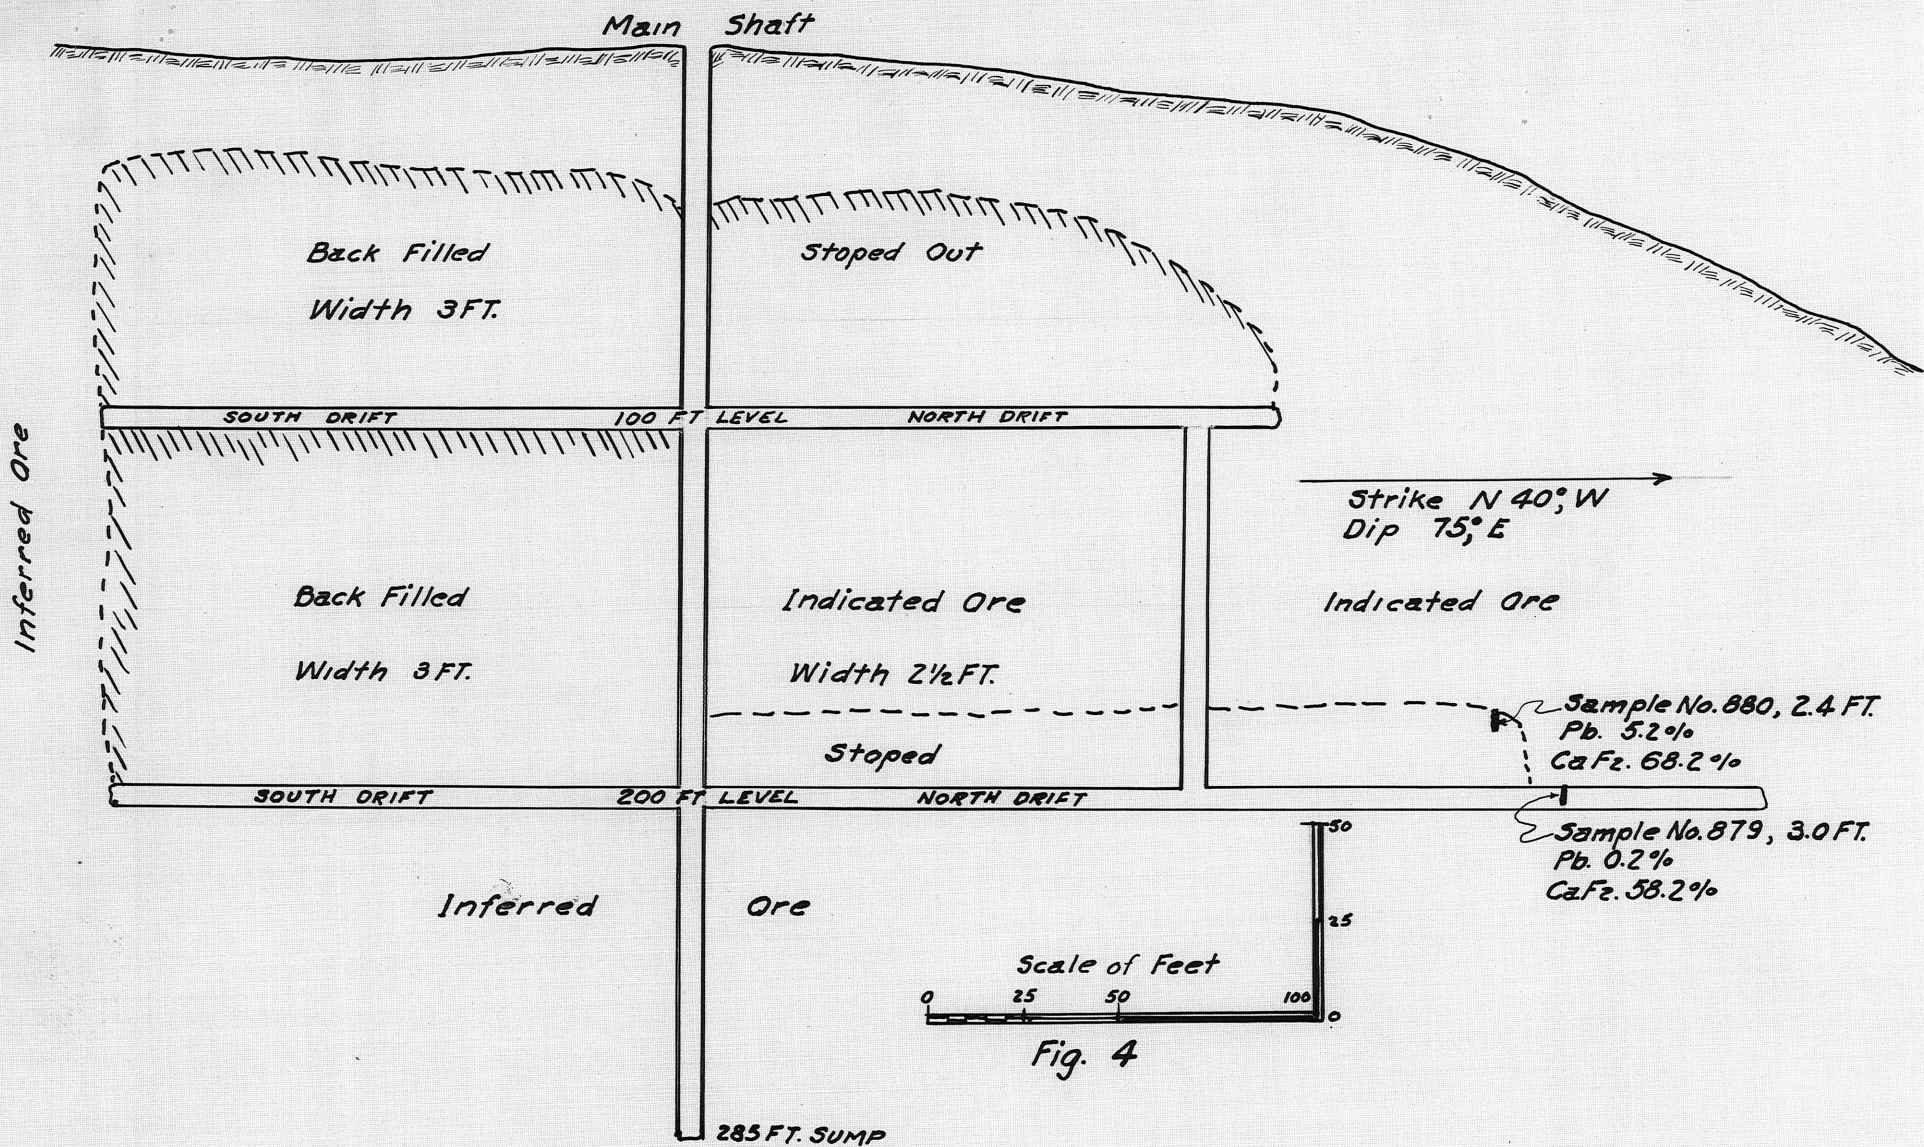 Main Shaft
Back Filled
Width 3 FT.
Stoped Out
SOUTH DRIFT 100 FT LEVEL NORTH DRIFT
Inferred Ore
Strike N 40°, W
Dip 75°, E
Back Filled
Width 3 FT.
Indicated Ore
Width 2½ FT.
Indicated Ore
Stoped
Sample No. 880, 2.4 FT.
Pb. 5.2%
CaF2. 68.2%
SOUTH DRIFT 200 FT LEVEL NORTH DRIFT
Sample No. 879, 3.0 FT.
Pb. 0.2%
CaF2. 58.2%
Inferred Ore
50
25
0
Scale of Feet
0 25 50 100
Fig. 4
285 FT. SUMP